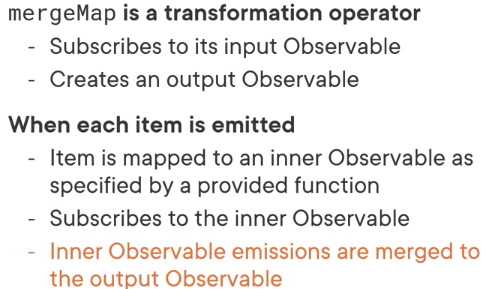 mergeMap is a transformation operator
- Subscribes to its input Observable
- Creates an output Observable
When each item is emitted
- Item is mapped to an inner Observable as
specified by a provided function
- Subscribes to the inner Observable
- Inner Observable emissions are merged to
the output Observable